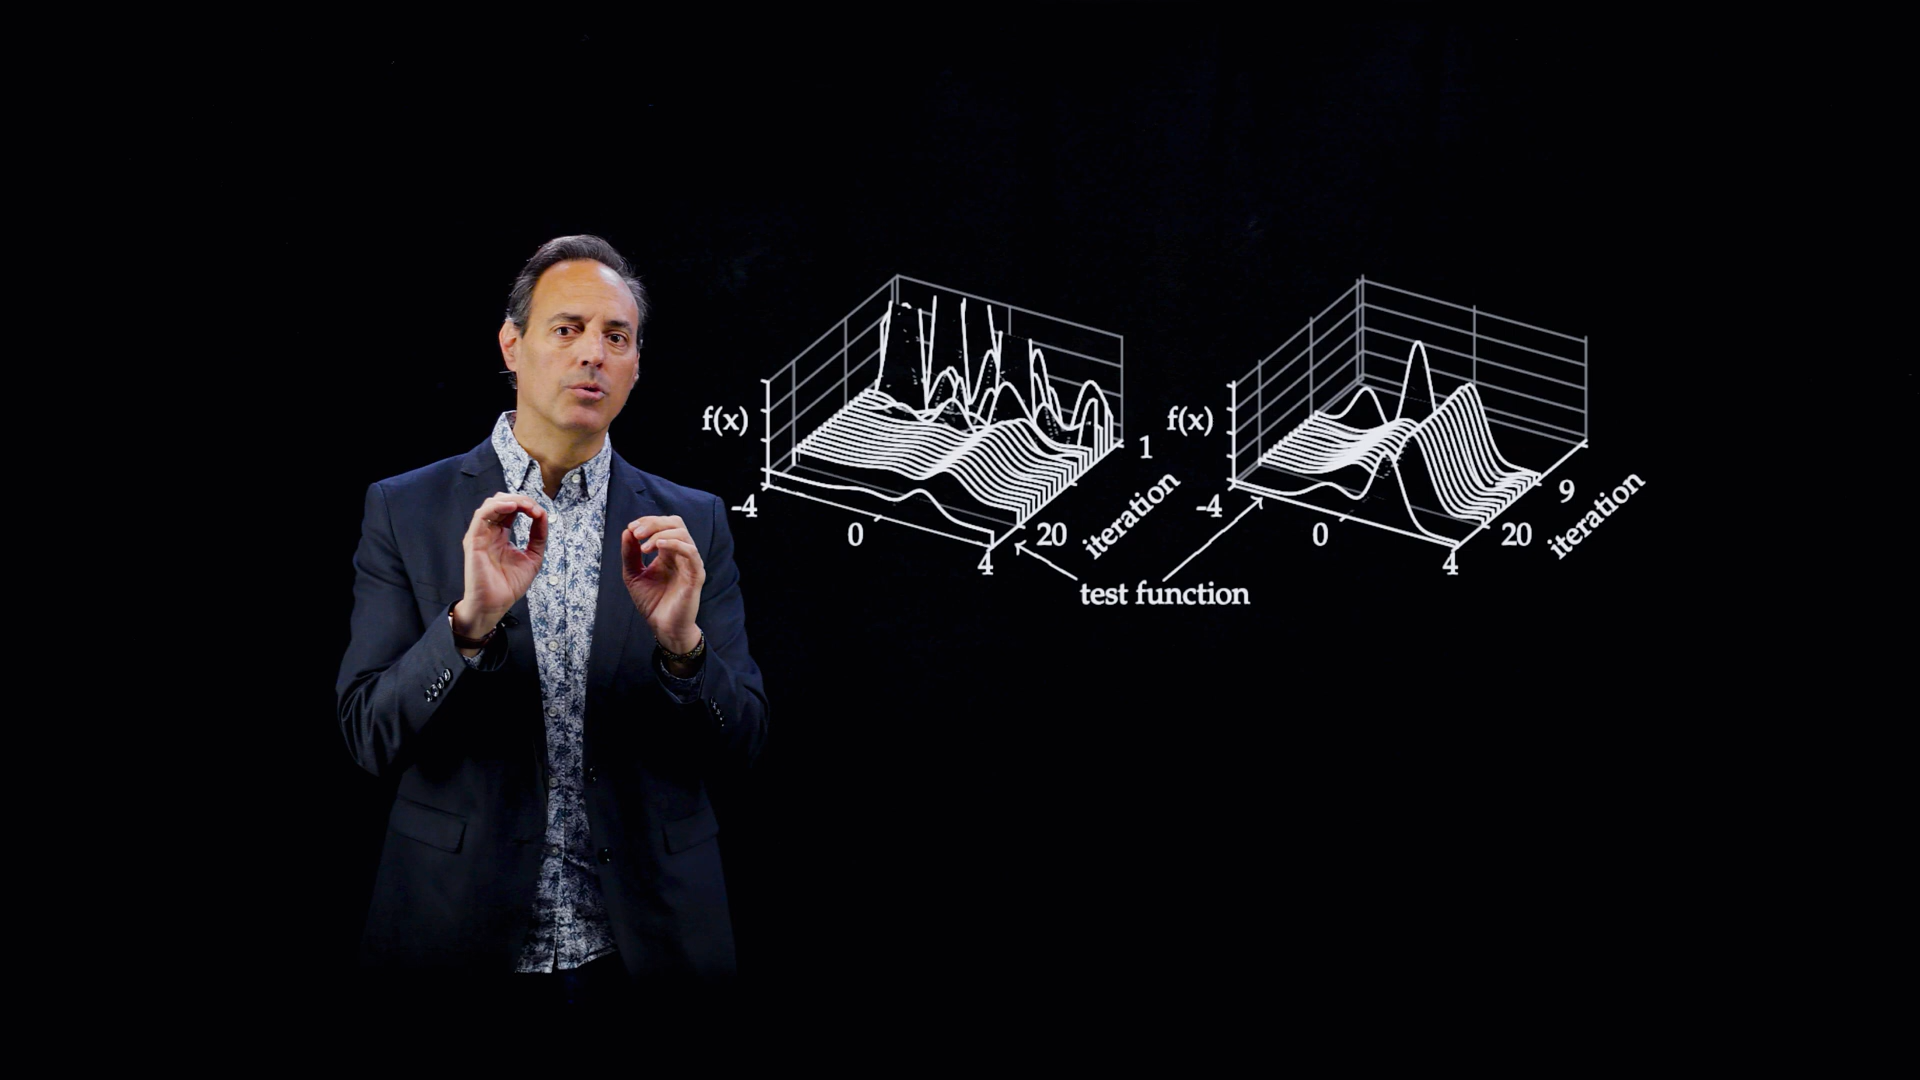 f(x)
-4
0
4
20
iteration
1
f(x)
-4
0
4
20
iteration
9
test function